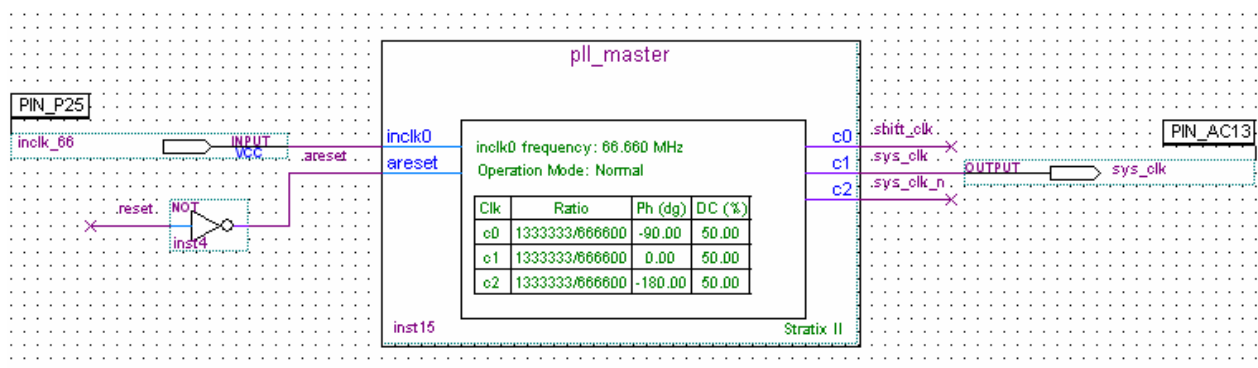 pll_master
PIN_P25
inclk_66
INPUT
VCC
.areset
.reset
NOT
inst4
inclk0
areset
inclk0 frequency: 66.660 MHz
Operation Mode: Normal
Clk Ratio Ph (dg) DC (%)
c0 1333333/666600 -90.00 50.00
c1 1333333/666600 0.00 50.00
c2 1333333/666600 -180.00 50.00
inst15
Stratix II
c0
c1
c2
.shift_clk
.sys_clk
.sys_clk_n
PIN_AC13
OUTPUT
sys_clk